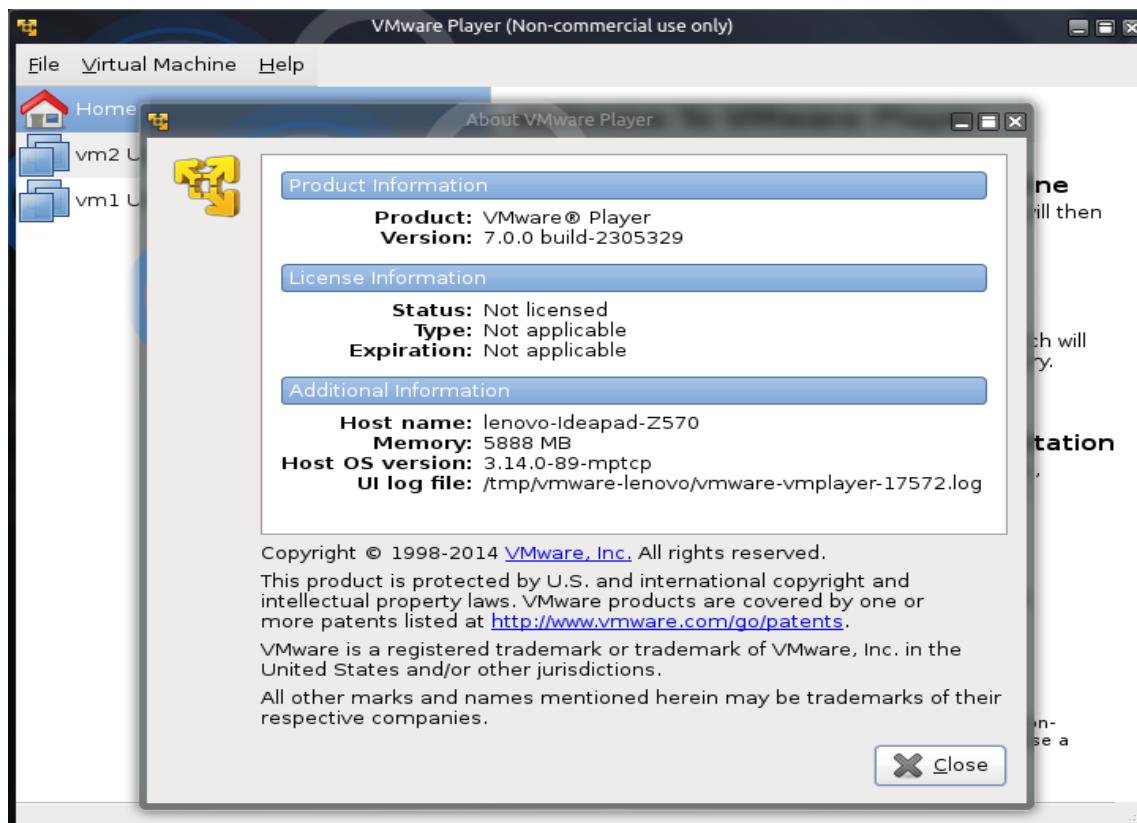 VMware Player (Non-commercial use only)
File Virtual Machine Help
Home
vm2 U
vm1 U
About VMware Player
Product Information
Product: VMware® Player
Version: 7.0.0 build-2305329
License Information
Status: Not licensed
Type: Not applicable
Expiration: Not applicable
Additional Information
Host name: lenovo-Ideapad-Z570
Memory: 5888 MB
Host OS version: 3.14.0-89-mptcp
UI log file: /tmp/vmware-lenovo/vmware-vmplayer-17572.log
Copyright © 1998-2014 VMware, Inc. All rights reserved.
This product is protected by U.S. and international copyright and
intellectual property laws. VMware products are covered by one or
more patents listed at http://www.vmware.com/go/patents.
VMware is a registered trademark or trademark of VMware, Inc. in the
United States and/or other jurisdictions.
All other marks and names mentioned herein may be trademarks of their
respective companies.
Close
ne
ill then
ch will
ry.
tation
on-
se a